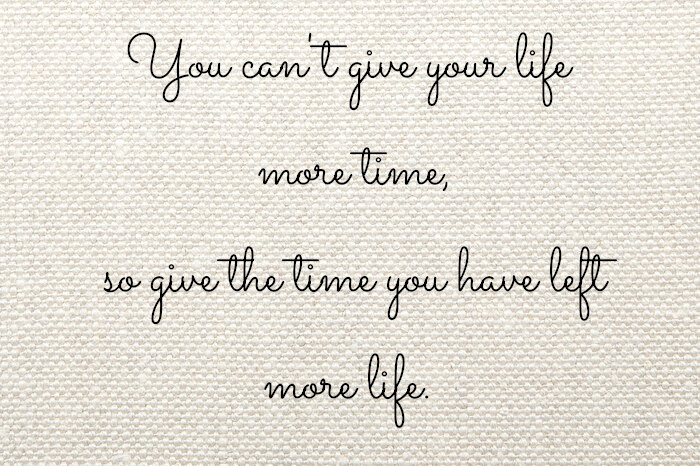 You can't give your life
more time,
so give the time you have left
more life.